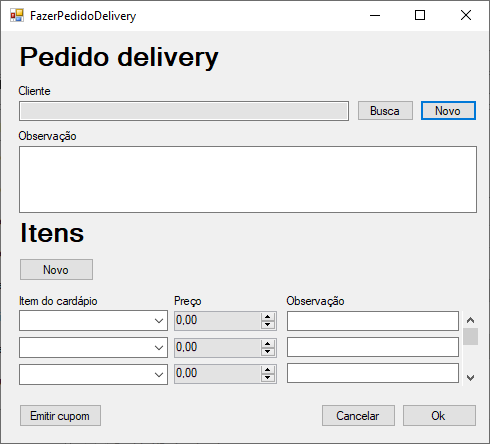 FazerPedidoDelivery
Pedido delivery
Cliente
Busca Novo
Observação
Itens
Novo
Item do cardápio Preço Observação
0,00
0,00
0,00
Emitir cupom Cancelar Ok